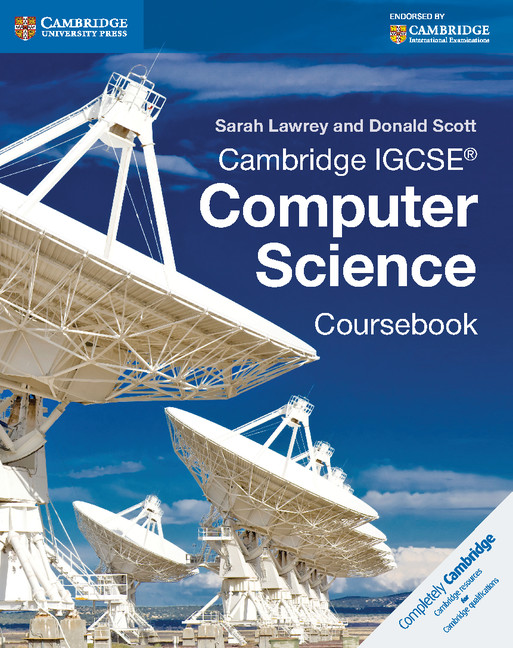 CAMBRIDGE
UNIVERSITY PRESS
ENDORSED BY
CAMBRIDGE
International Examinations
Sarah Lawrey and Donald Scott
Cambridge IGCSE®
Computer
Science
Coursebook
Completely Cambridge
Cambridge resources
for
Cambridge qualifications